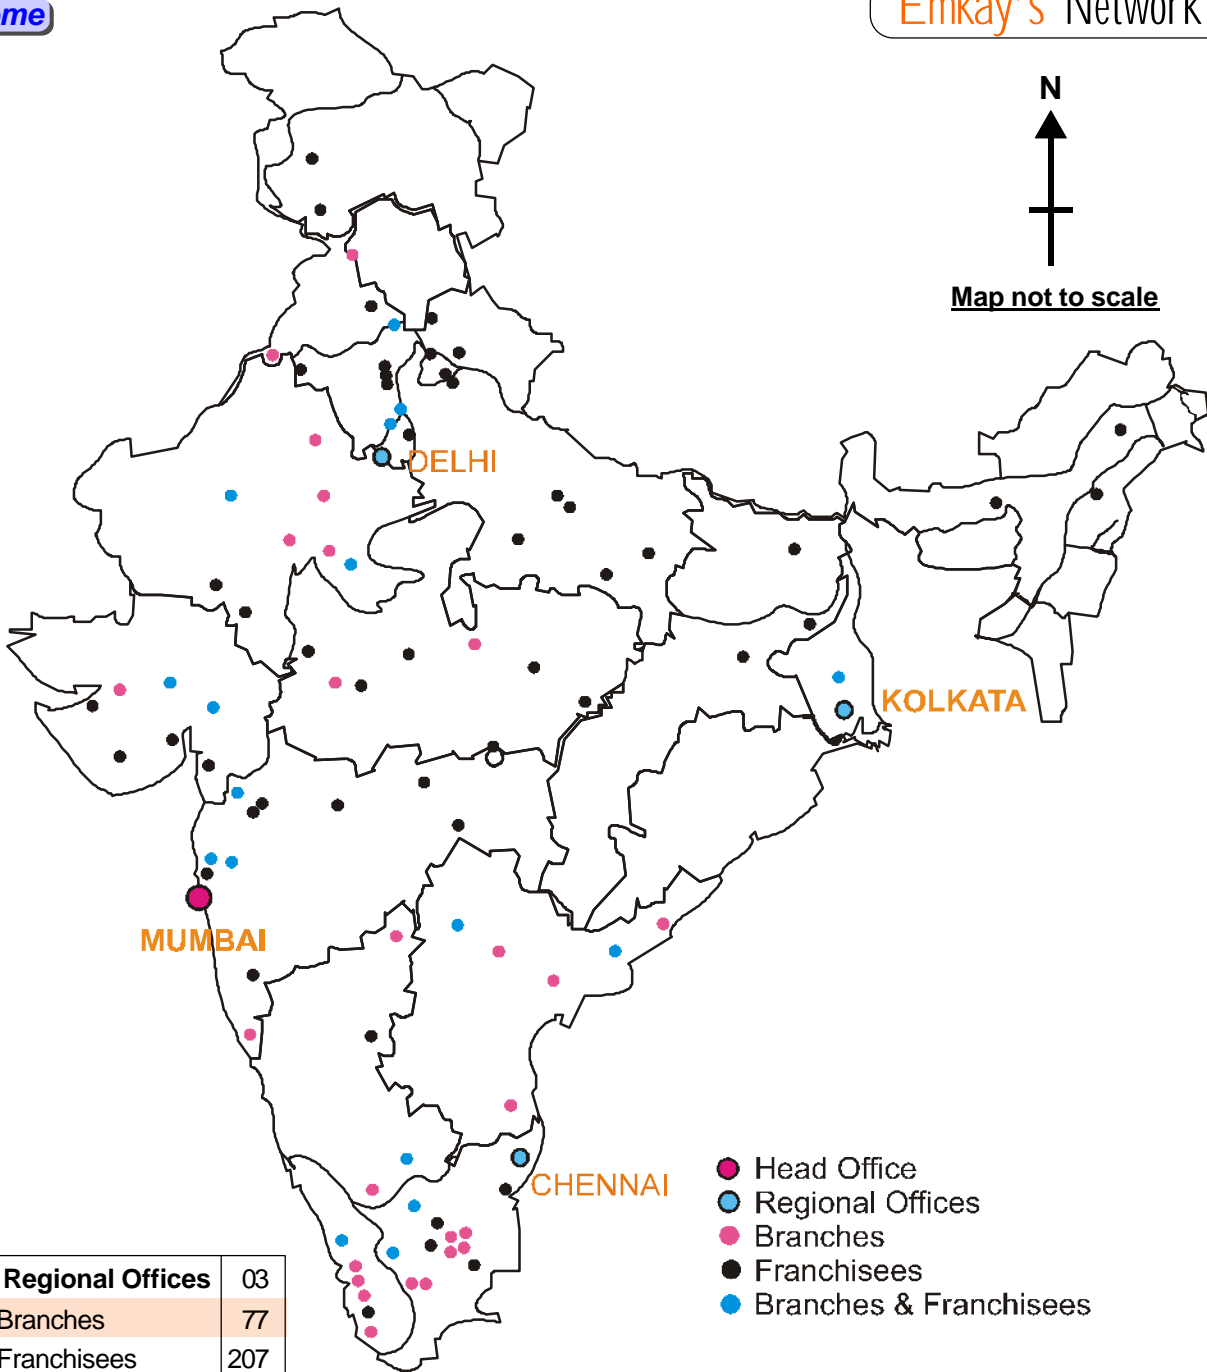 Emkay's Network
N
Map not to scale
DELHI
KOLKATA
MUMBAI
CHENNAI
Head Office
Regional Offices
Branches
Franchisees
Branches & Franchisees
Regional Offices 03
Branches 77
Franchisees 207